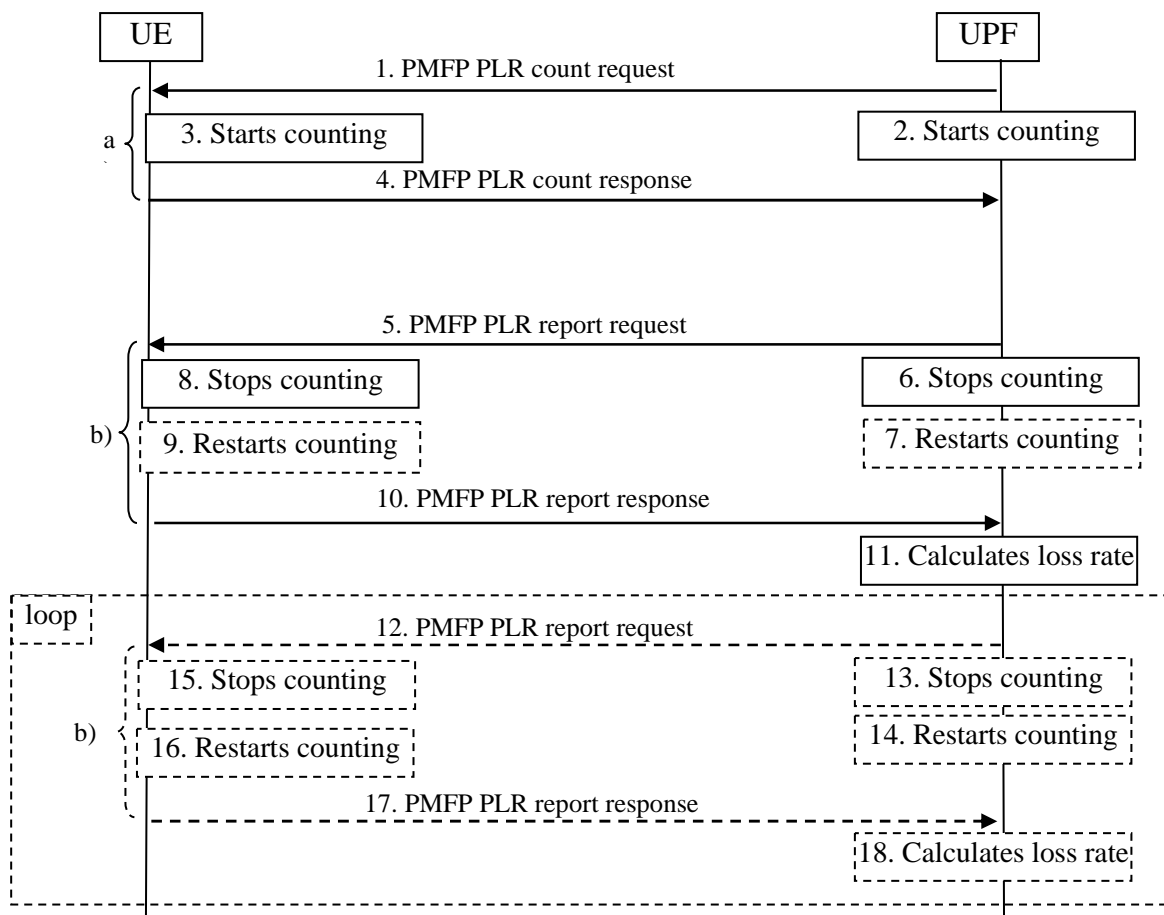 UE
UPF
1. PMFP PLR count request
a
3. Starts counting
2. Starts counting
4. PMFP PLR count response
5. PMFP PLR report request
b)
8. Stops counting
6. Stops counting
9. Restarts counting
7. Restarts counting
10. PMFP PLR report response
11. Calculates loss rate
loop
12. PMFP PLR report request
15. Stops counting
13. Stops counting
b)
16. Restarts counting
14. Restarts counting
17. PMFP PLR report response
18. Calculates loss rate